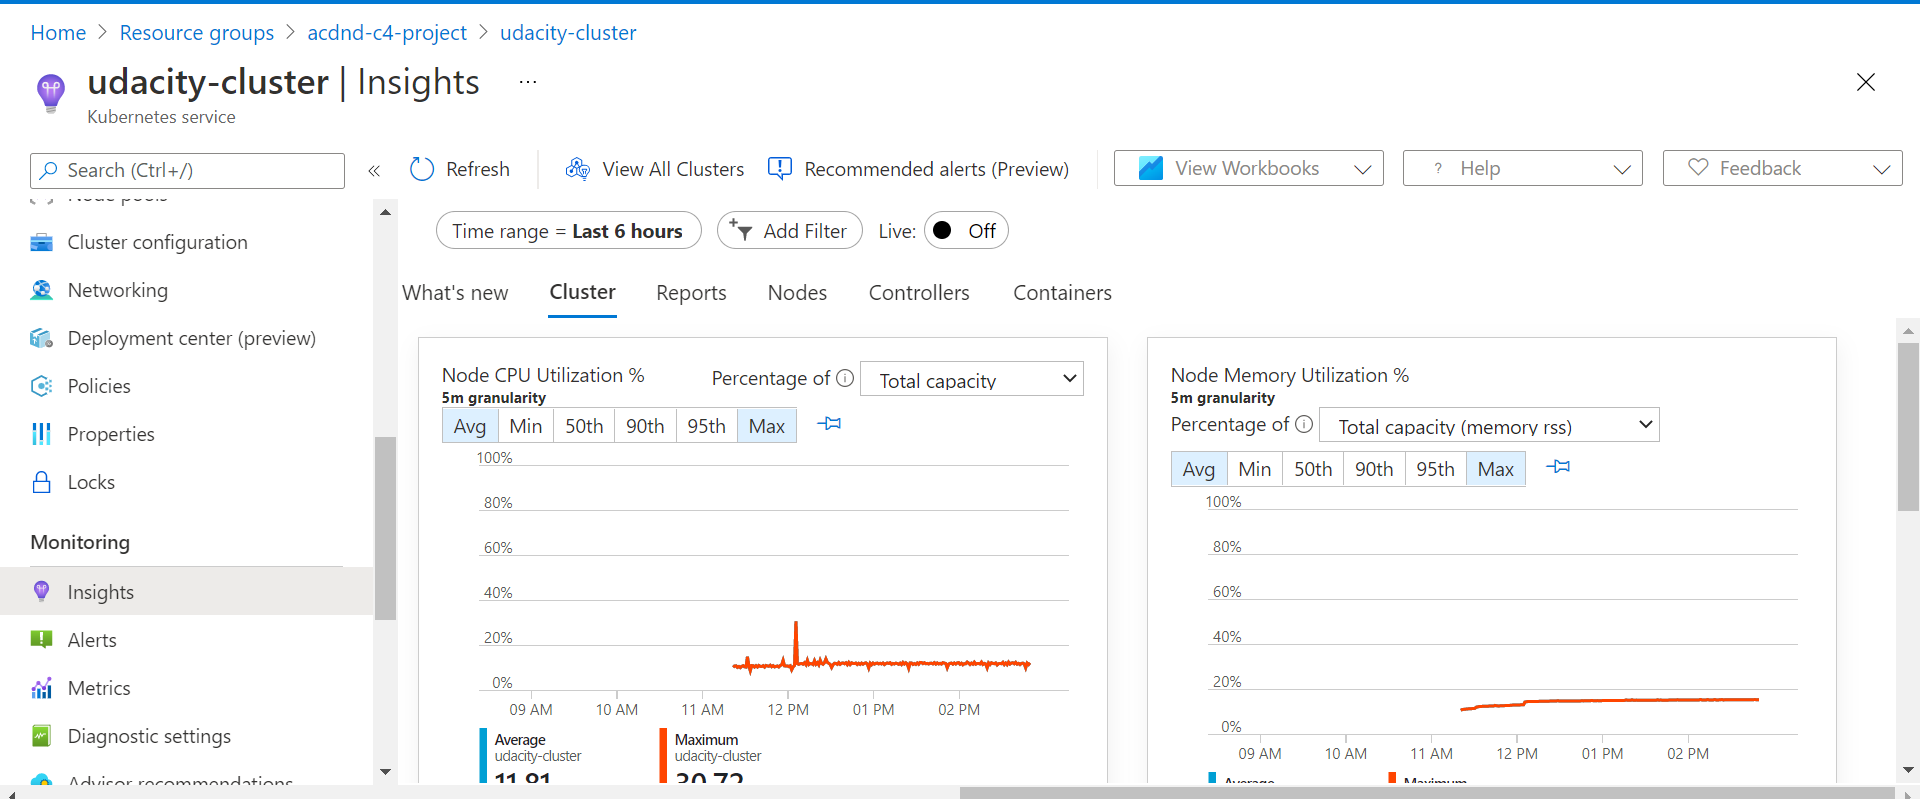 Home > Resource groups > acdnd-c4-project > udacity-cluster
udacity-cluster | Insights ...
Kubernetes service
Search (Ctrl+/)
«
Refresh
View All Clusters
Recommended alerts (Preview)
View Workbooks
? Help
Feedback
Node pools
Cluster configuration
Networking
Deployment center (preview)
Policies
Properties
Locks
Monitoring
Insights
Alerts
Metrics
Diagnostic settings
Advisor recommendations
Time range = Last 6 hours
Add Filter
Live: Off
What's new Cluster Reports Nodes Controllers Containers
Node CPU Utilization %
5m granularity
Percentage of Total capacity
Avg Min 50th 90th 95th Max
100%
80%
60%
40%
20%
0%
09 AM 10 AM 11 AM 12 PM 01 PM 02 PM
Average
udacity-cluster
11.81
Maximum
udacity-cluster
30.72
Node Memory Utilization %
5m granularity
Percentage of Total capacity (memory rss)
Avg Min 50th 90th 95th Max
100%
80%
60%
40%
20%
0%
09 AM 10 AM 11 AM 12 PM 01 PM 02 PM
Average
Maximum